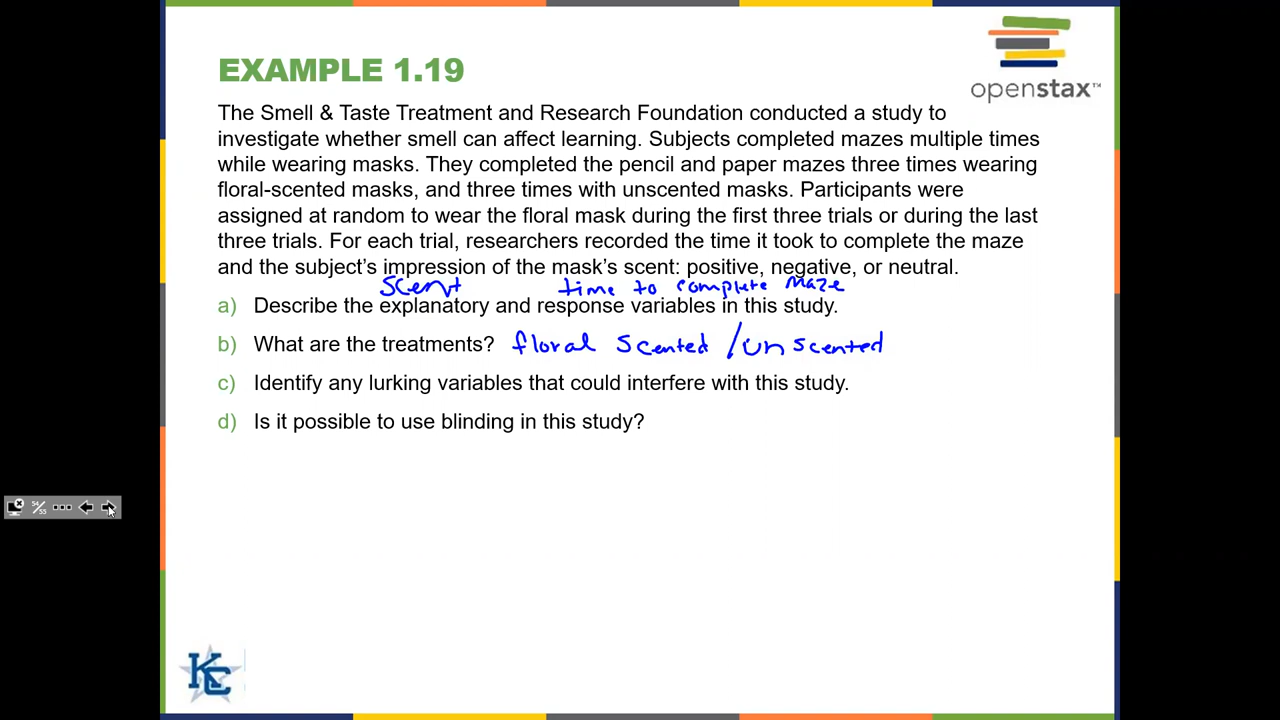 openstax™
EXAMPLE 1.19
The Smell & Taste Treatment and Research Foundation conducted a study to
investigate whether smell can affect learning. Subjects completed mazes multiple times
while wearing masks. They completed the pencil and paper mazes three times wearing
floral-scented masks, and three times with unscented masks. Participants were
assigned at random to wear the floral mask during the first three trials or during the last
three trials. For each trial, researchers recorded the time it took to complete the maze
and the subject's impression of the mask's scent: positive, negative, or neutral.
scent time to complete maze
a) Describe the explanatory and response variables in this study.
b) What are the treatments? floral scented / unscented
c) Identify any lurking variables that could interfere with this study.
d) Is it possible to use blinding in this study?
54/55
KC